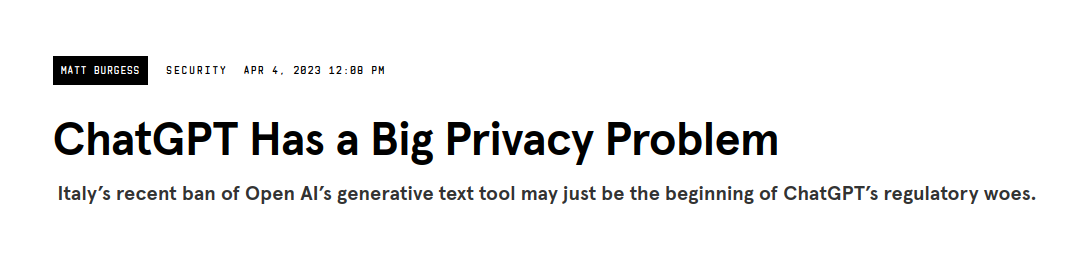 MATT BURGESS SECURITY APR 4, 2023 12:08 PM
ChatGPT Has a Big Privacy Problem
Italy’s recent ban of Open AI’s generative text tool may just be the beginning of ChatGPT’s regulatory woes.